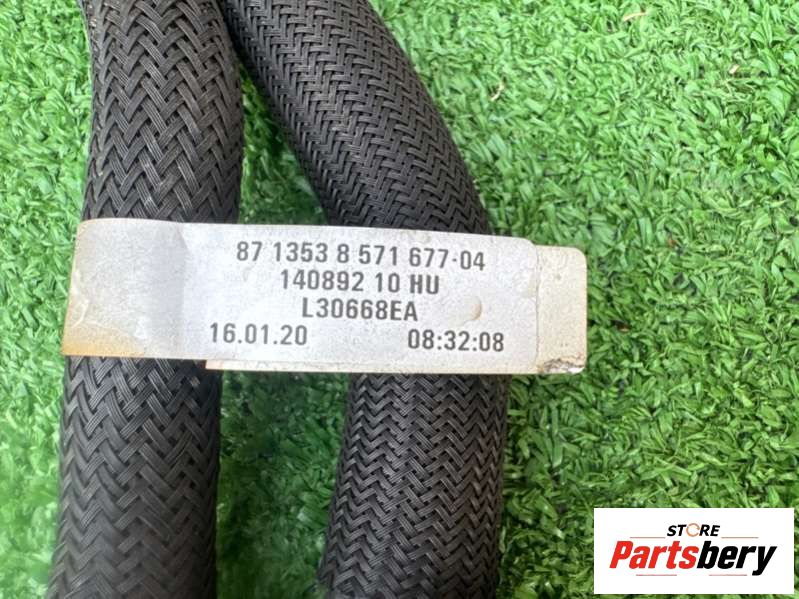 87 1353 8 571 677-04
140892 10 HU
L30668EA
16.01.20 08:32:08
STORE
Partsbery